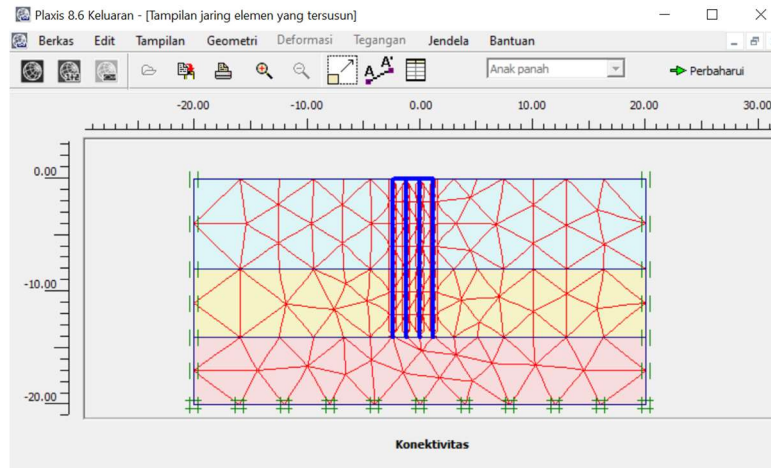 Plaxis 8.6 Keluaran - [Tampilan jaring elemen yang tersusun]
Berkas Edit Tampilan Geometri Deformasi Tegangan Jendela Bantuan
Anak panah Perbaharui
-20.00 -10.00 0.00 10.00 20.00 30.00
0.00
-10.00
-20.00
Konektivitas